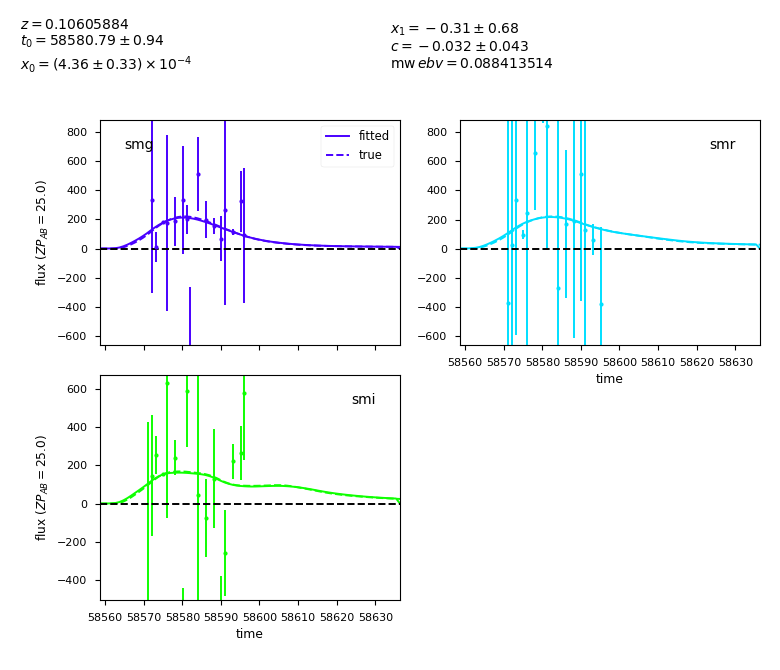 z = 0.10605884
t₀ = 58580.79 ± 0.94
x₀ = (4.36 ± 0.33) × 10⁻⁴
x₁ = −0.31 ± 0.68
c = −0.032 ± 0.043
mw ebv = 0.088413514
smg
fitted
true
800
600
400
200
0
−200
−400
−600
flux (ZP_AB = 25.0)
smr
800
600
400
200
0
−200
−400
−600
58560 58570 58580 58590 58600 58610 58620 58630
time
smi
600
400
200
0
−200
−400
flux (ZP_AB = 25.0)
58560 58570 58580 58590 58600 58610 58620 58630
time